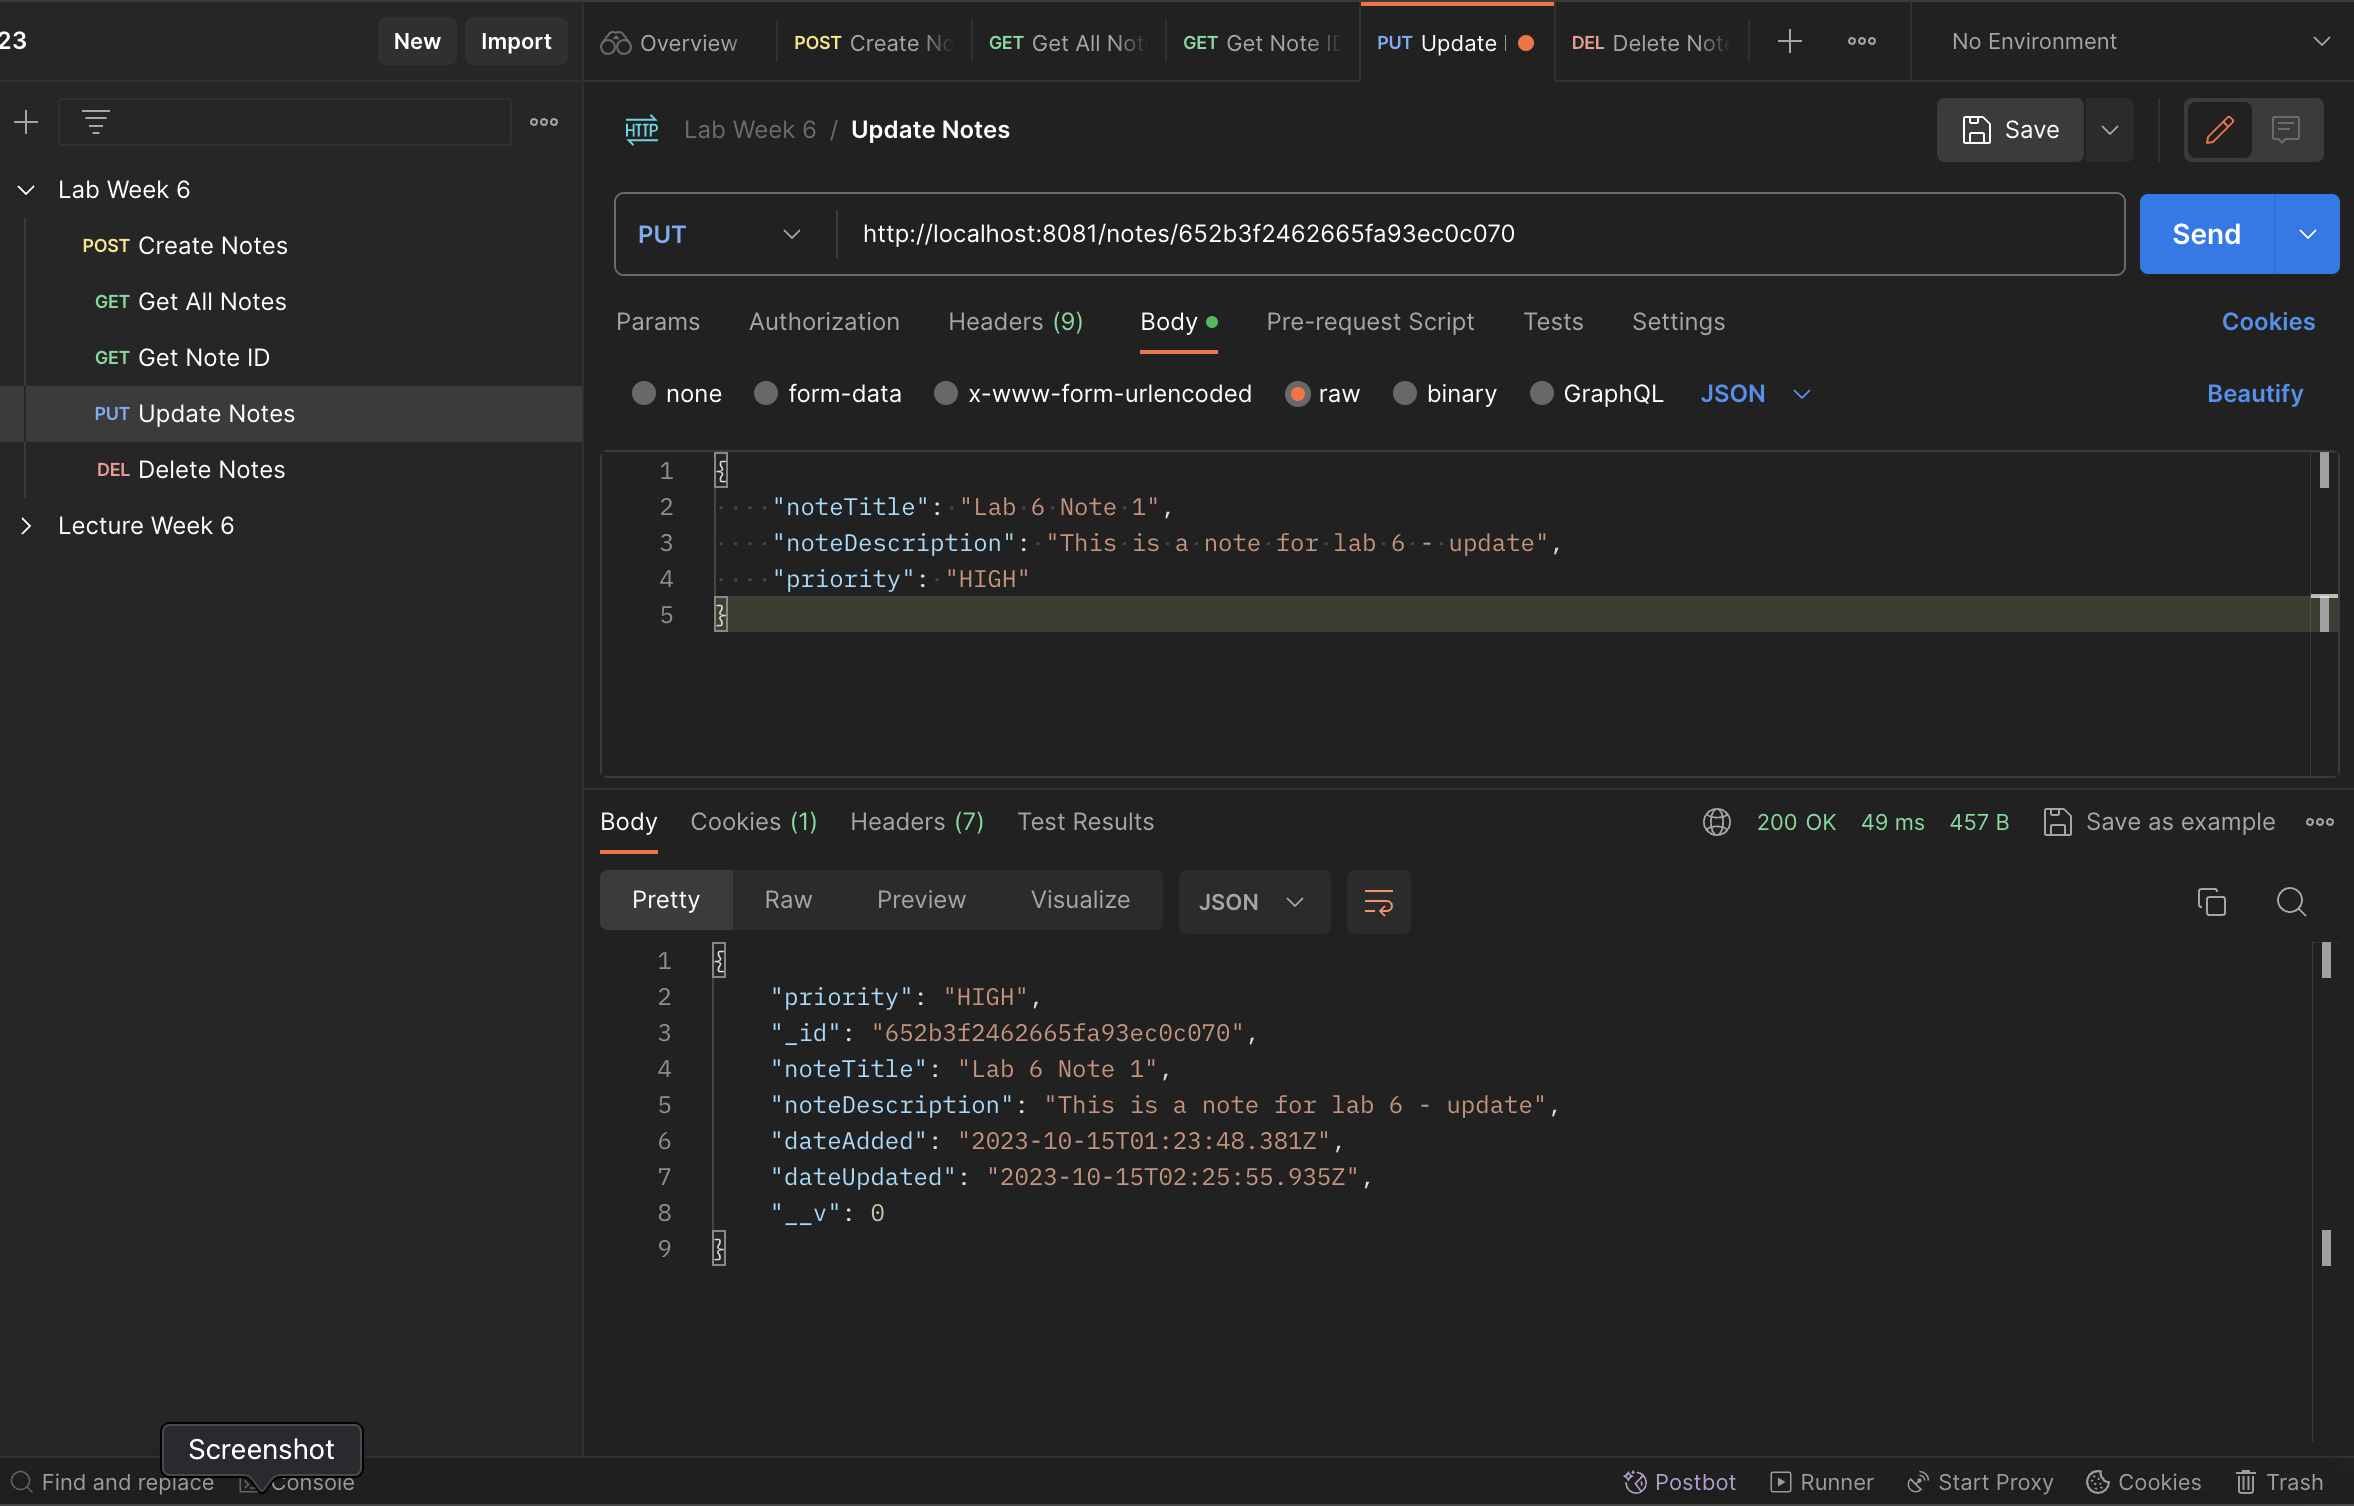 23
New
Import
Overview
POST Create No
GET Get All Not
GET Get Note ID
PUT Update
DEL Delete Note
No Environment
Lab Week 6
POST Create Notes
GET Get All Notes
GET Get Note ID
PUT Update Notes
DEL Delete Notes
Lecture Week 6
HTTP Lab Week 6 / Update Notes
Save
PUT http://localhost:8081/notes/652b3f2462665fa93ec0c070
Send
Params Authorization Headers (9) Body Pre-request Script Tests Settings Cookies
none form-data x-www-form-urlencoded raw binary GraphQL JSON Beautify
1 {
2 "noteTitle": "Lab 6 Note 1",
3 "noteDescription": "This is a note for lab 6 - update",
4 "priority": "HIGH"
5 }
Body Cookies (1) Headers (7) Test Results 200 OK 49 ms 457 B Save as example
Pretty Raw Preview Visualize JSON
1 {
2 "priority": "HIGH",
3 "_id": "652b3f2462665fa93ec0c070",
4 "noteTitle": "Lab 6 Note 1",
5 "noteDescription": "This is a note for lab 6 - update",
6 "dateAdded": "2023-10-15T01:23:48.381Z",
7 "dateUpdated": "2023-10-15T02:25:55.935Z",
8 "__v": 0
9 }
Screenshot
Find and replace Console Postbot Runner Start Proxy Cookies Trash